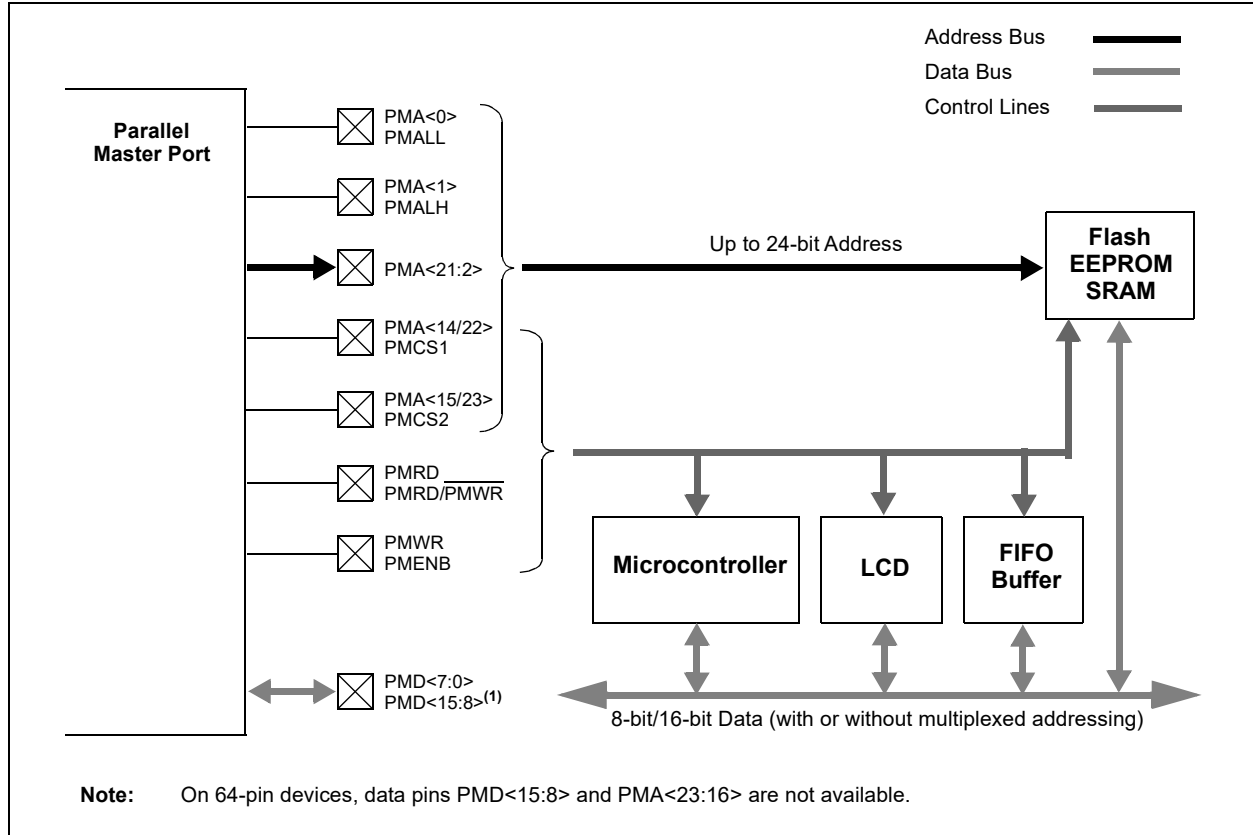 Address Bus
Data Bus
Control Lines
Parallel
Master Port
PMA<0>
PMALL
PMA<1>
PMALH
PMA<21:2>
PMA<14/22>
PMCS1
PMA<15/23>
PMCS2
PMRD
PMRD/PMWR
PMWR
PMENB
PMD<7:0>
PMD<15:8>(1)
Up to 24-bit Address
Flash
EEPROM
SRAM
Microcontroller
LCD
FIFO
Buffer
8-bit/16-bit Data (with or without multiplexed addressing)
Note: On 64-pin devices, data pins PMD<15:8> and PMA<23:16> are not available.